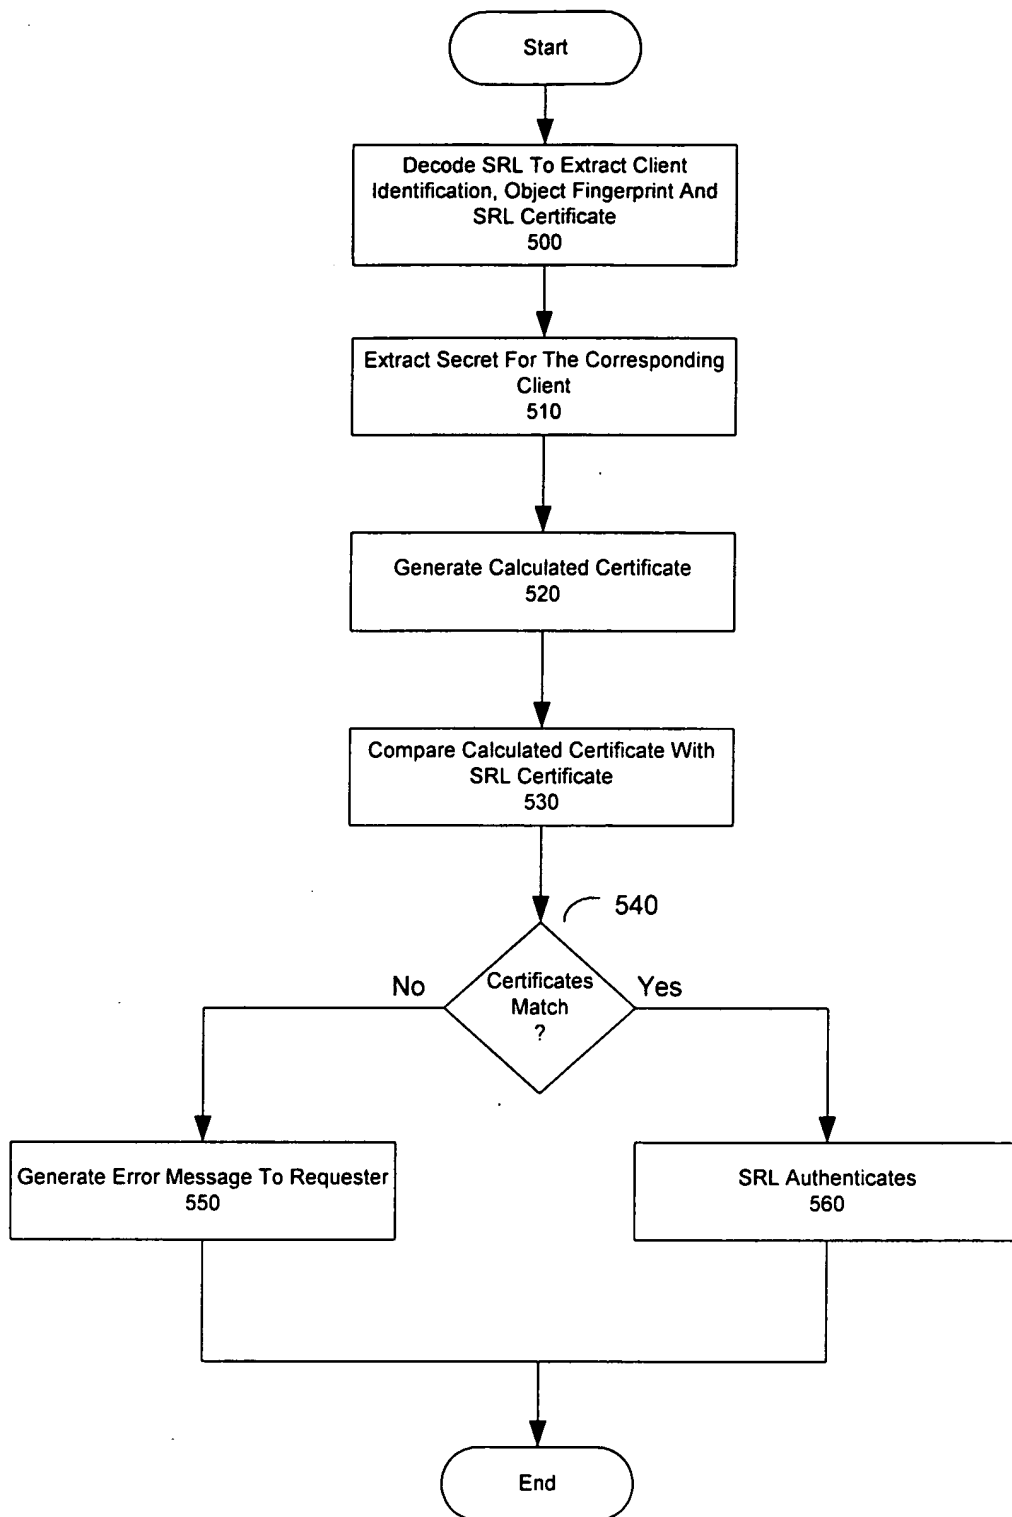 Start
Decode SRL To Extract Client
Identification, Object Fingerprint And
SRL Certificate
500
Extract Secret For The Corresponding
Client
510
Generate Calculated Certificate
520
Compare Calculated Certificate With
SRL Certificate
530
540
No
Certificates
Match
?
Yes
Generate Error Message To Requester
550
SRL Authenticates
560
End